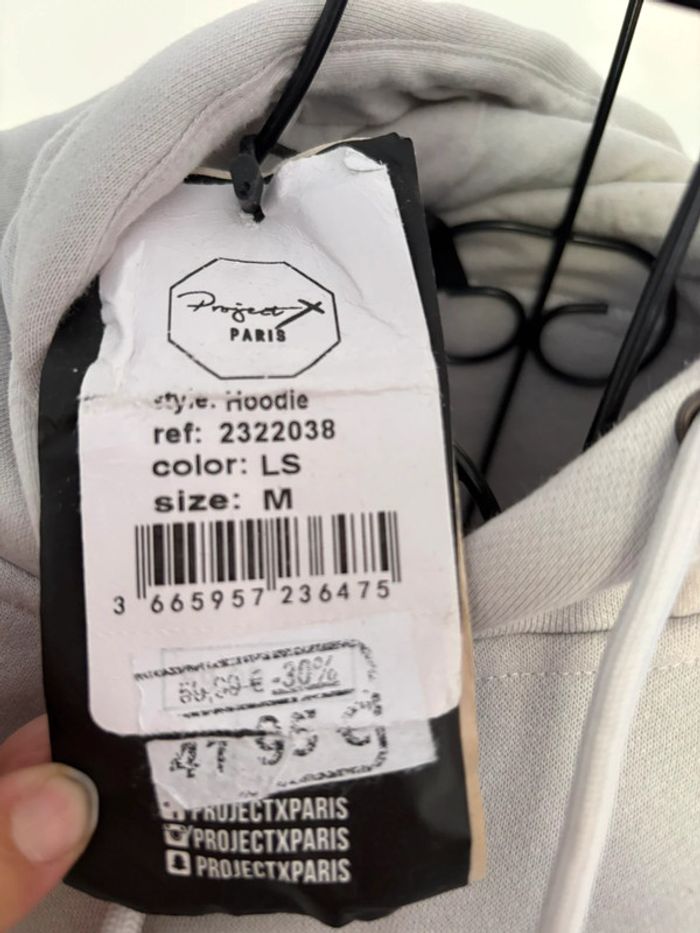 Project X
PARIS
style: Hoodie
ref: 2322038
color: LS
size: M
3 665957 236475
-30%
PROJECTXPARIS
PROJECTXPARIS
PROJECTXPARIS